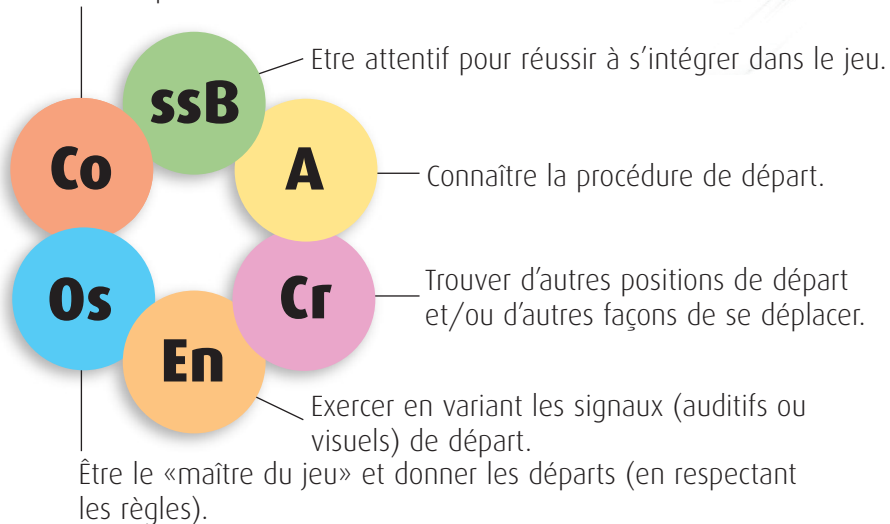 Etre attentif pour réussir à s’intégrer dans le jeu.
ssB
Co
A
Connaître la procédure de départ.
Os
Cr
Trouver d’autres positions de départ
et/ou d’autres façons de se déplacer.
En
Exercer en variant les signaux (auditifs ou
visuels) de départ.
Être le «maître du jeu» et donner les départs (en respectant
les règles).